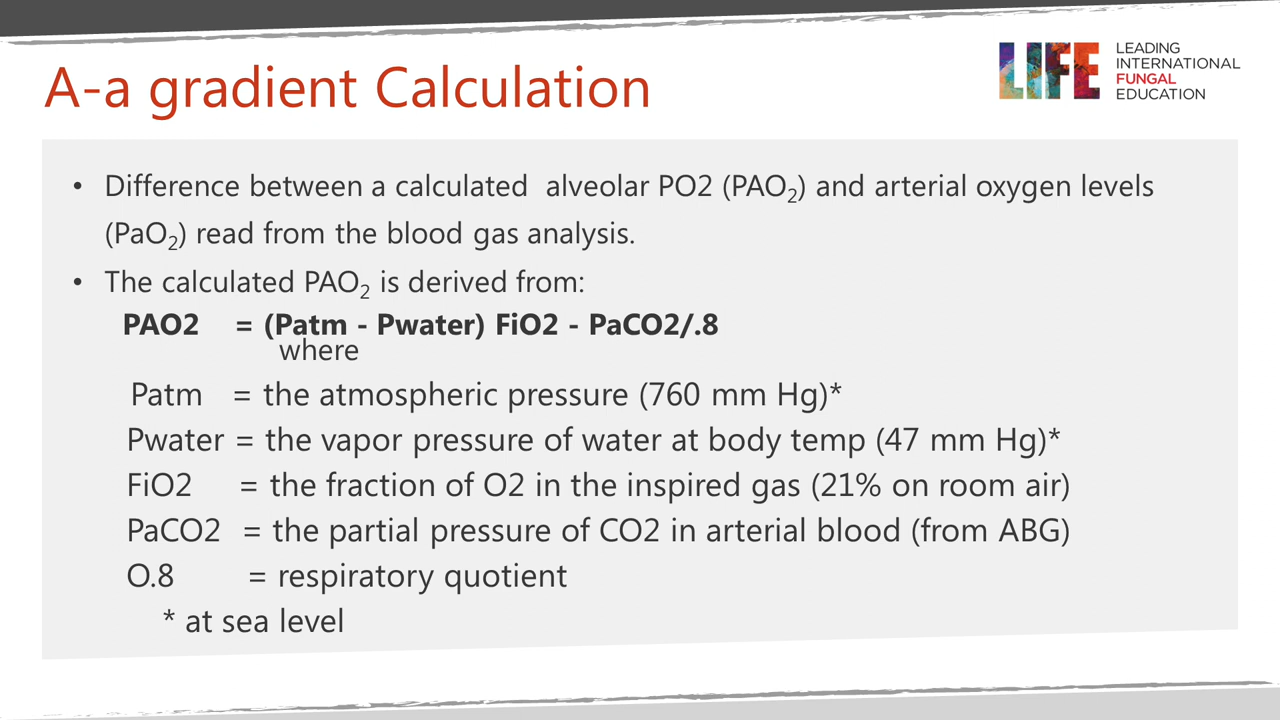 A-a gradient Calculation
LIFE
LEADING
INTERNATIONAL
FUNGAL
EDUCATION
• Difference between a calculated  alveolar PO2 (PAO₂) and arterial oxygen levels
(PaO₂) read from the blood gas analysis.
• The calculated PAO₂ is derived from:
PAO2 = (Patm - Pwater) FiO2 - PaCO2/.8
where
Patm = the atmospheric pressure (760 mm Hg)*
Pwater = the vapor pressure of water at body temp (47 mm Hg)*
FiO2 = the fraction of O2 in the inspired gas (21% on room air)
PaCO2 = the partial pressure of CO2 in arterial blood (from ABG)
O.8 = respiratory quotient
* at sea level